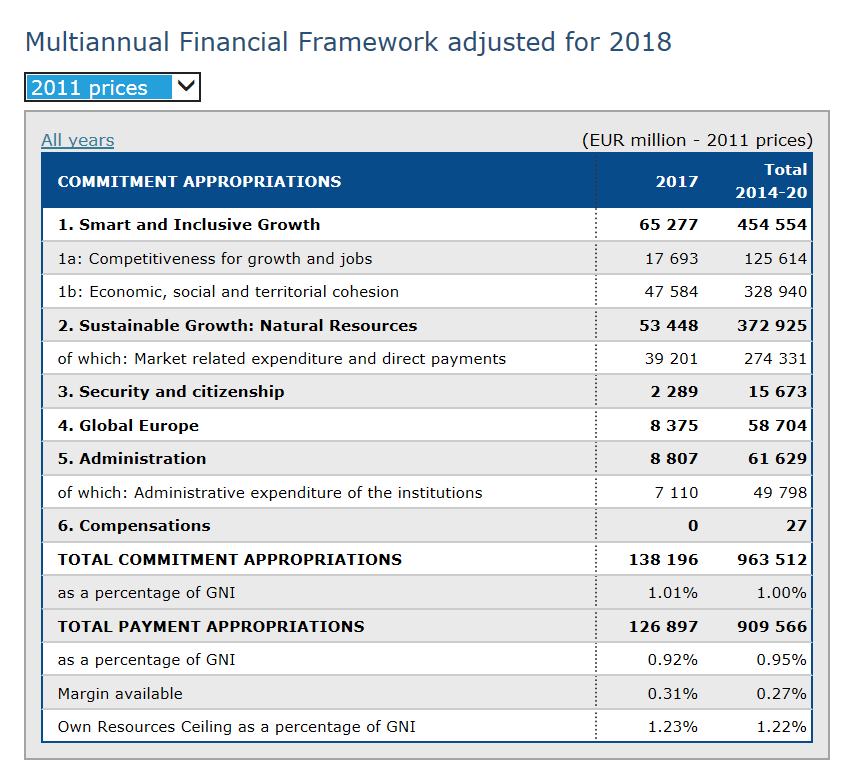 Multiannual Financial Framework adjusted for 2018
2011 prices
All years (EUR million - 2011 prices)
COMMITMENT APPROPRIATIONS 2017 Total 2014-20
1. Smart and Inclusive Growth 65 277 454 554
1a: Competitiveness for growth and jobs 17 693 125 614
1b: Economic, social and territorial cohesion 47 584 328 940
2. Sustainable Growth: Natural Resources 53 448 372 925
of which: Market related expenditure and direct payments 39 201 274 331
3. Security and citizenship 2 289 15 673
4. Global Europe 8 375 58 704
5. Administration 8 807 61 629
of which: Administrative expenditure of the institutions 7 110 49 798
6. Compensations 0 27
TOTAL COMMITMENT APPROPRIATIONS 138 196 963 512
as a percentage of GNI 1.01% 1.00%
TOTAL PAYMENT APPROPRIATIONS 126 897 909 566
as a percentage of GNI 0.92% 0.95%
Margin available 0.31% 0.27%
Own Resources Ceiling as a percentage of GNI 1.23% 1.22%